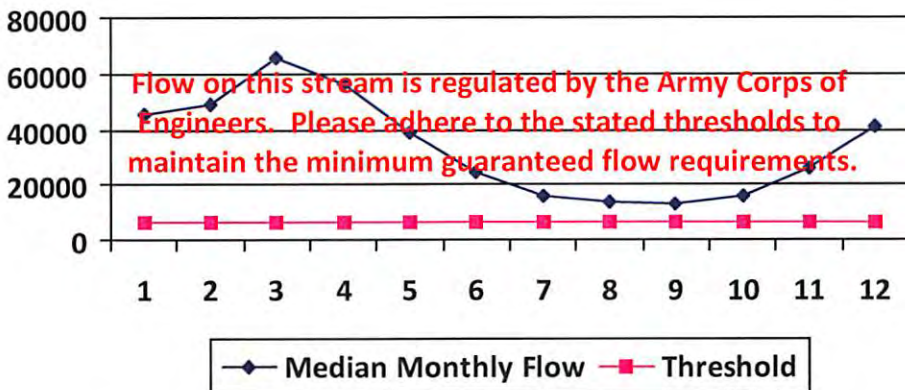 80000
60000
40000
20000
0
Flow on this stream is regulated by the Army Corps of
Engineers. Please adhere to the stated thresholds to
maintain the minimum guaranteed flow requirements.
1 2 3 4 5 6 7 8 9 10 11 12
Median Monthly Flow Threshold